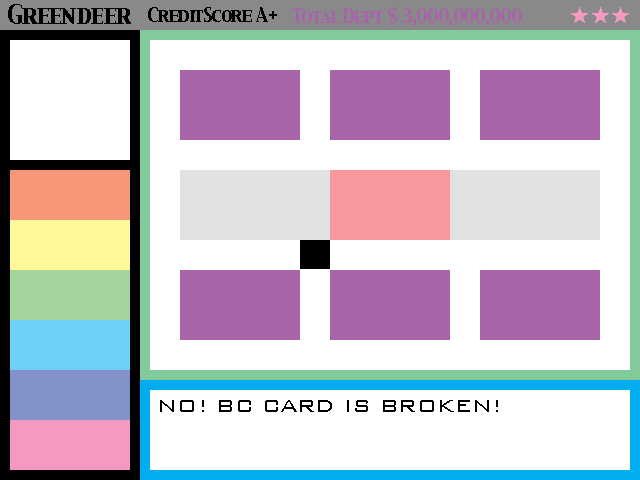 Greendeer CreditScore A+ Total Dept $ 3,000,000,000
NO! BC CARD IS BROKEN!